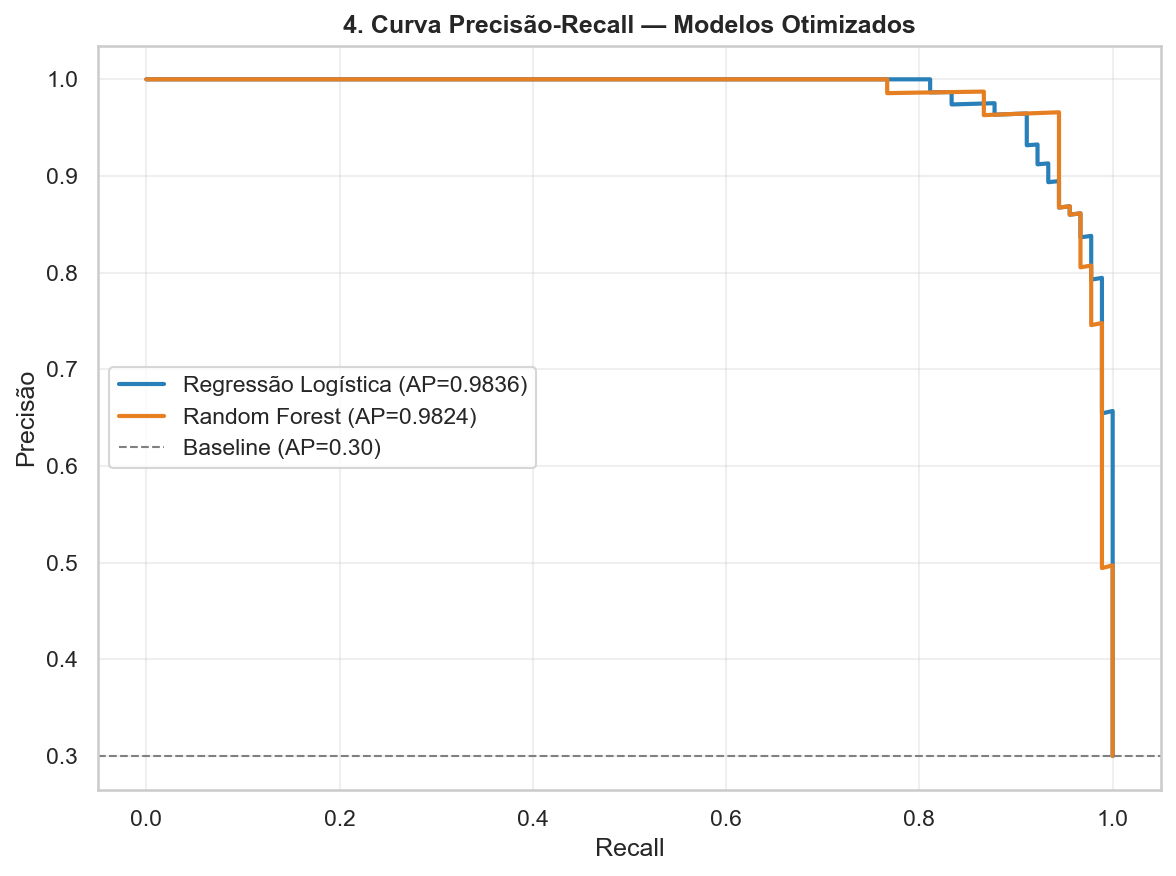 4. Curva Precisão-Recall — Modelos Otimizados
1.0
0.9
0.8
0.7
0.6
0.5
0.4
0.3
Precisão
Regressão Logística (AP=0.9836)
Random Forest (AP=0.9824)
Baseline (AP=0.30)
0.0 0.2 0.4 0.6 0.8 1.0
Recall